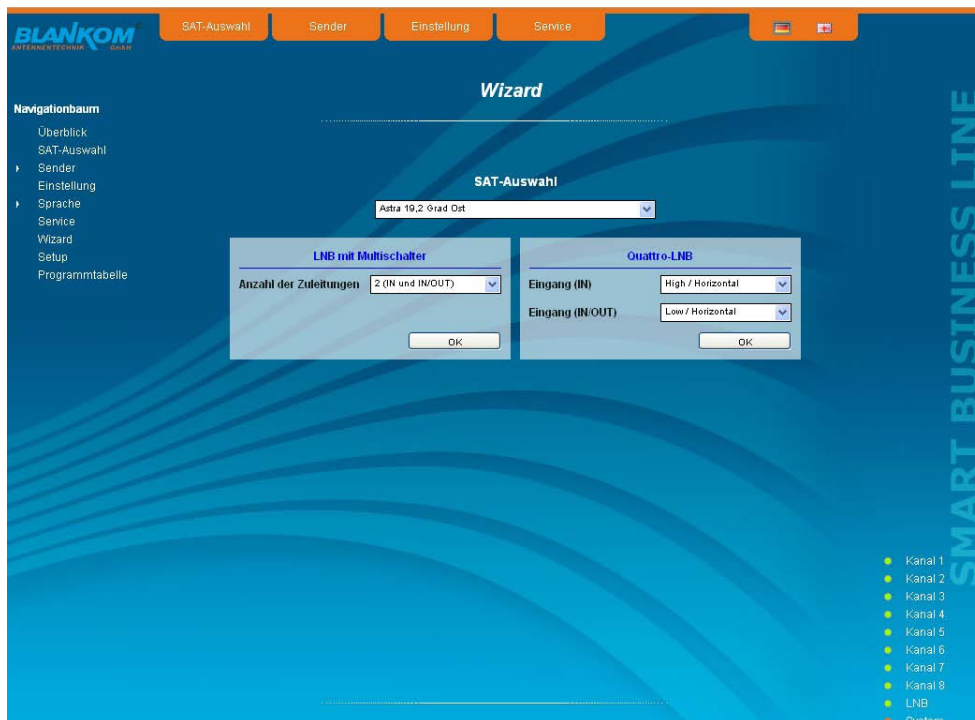 BLANKOM
ANTENNENTECHNIK GmbH
SAT-Auswahl
Sender
Einstellung
Service
Wizard
Navigationbaum
Überblick
SAT-Auswahl
Sender
Einstellung
Sprache
Service
Wizard
Setup
Programmtabelle
SAT-Auswahl
Astra 19,2 Grad Ost
LNB mit Multischalter
Anzahl der Zuleitungen 2 (IN und IN/OUT)
OK
Quattro-LNB
Eingang (IN) High / Horizontal
Eingang (IN/OUT) Low / Horizontal
OK
SMART BUSINESS LINE
Kanal 1
Kanal 2
Kanal 3
Kanal 4
Kanal 5
Kanal 6
Kanal 7
Kanal 8
LNB
System